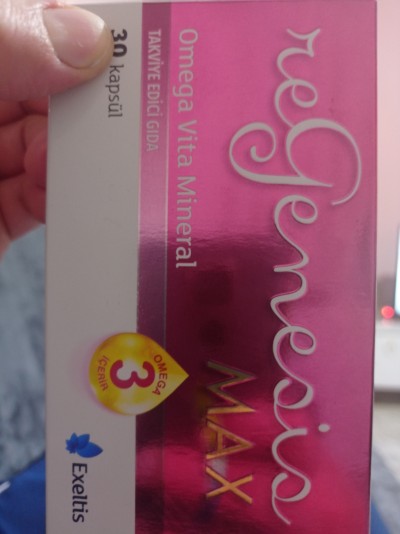 reGenesis
MAX
Omega Vita Mineral
TAKVİYE EDİCİ GIDA
30 kapsül
OMEGA
3
İÇERİR
Exeltis